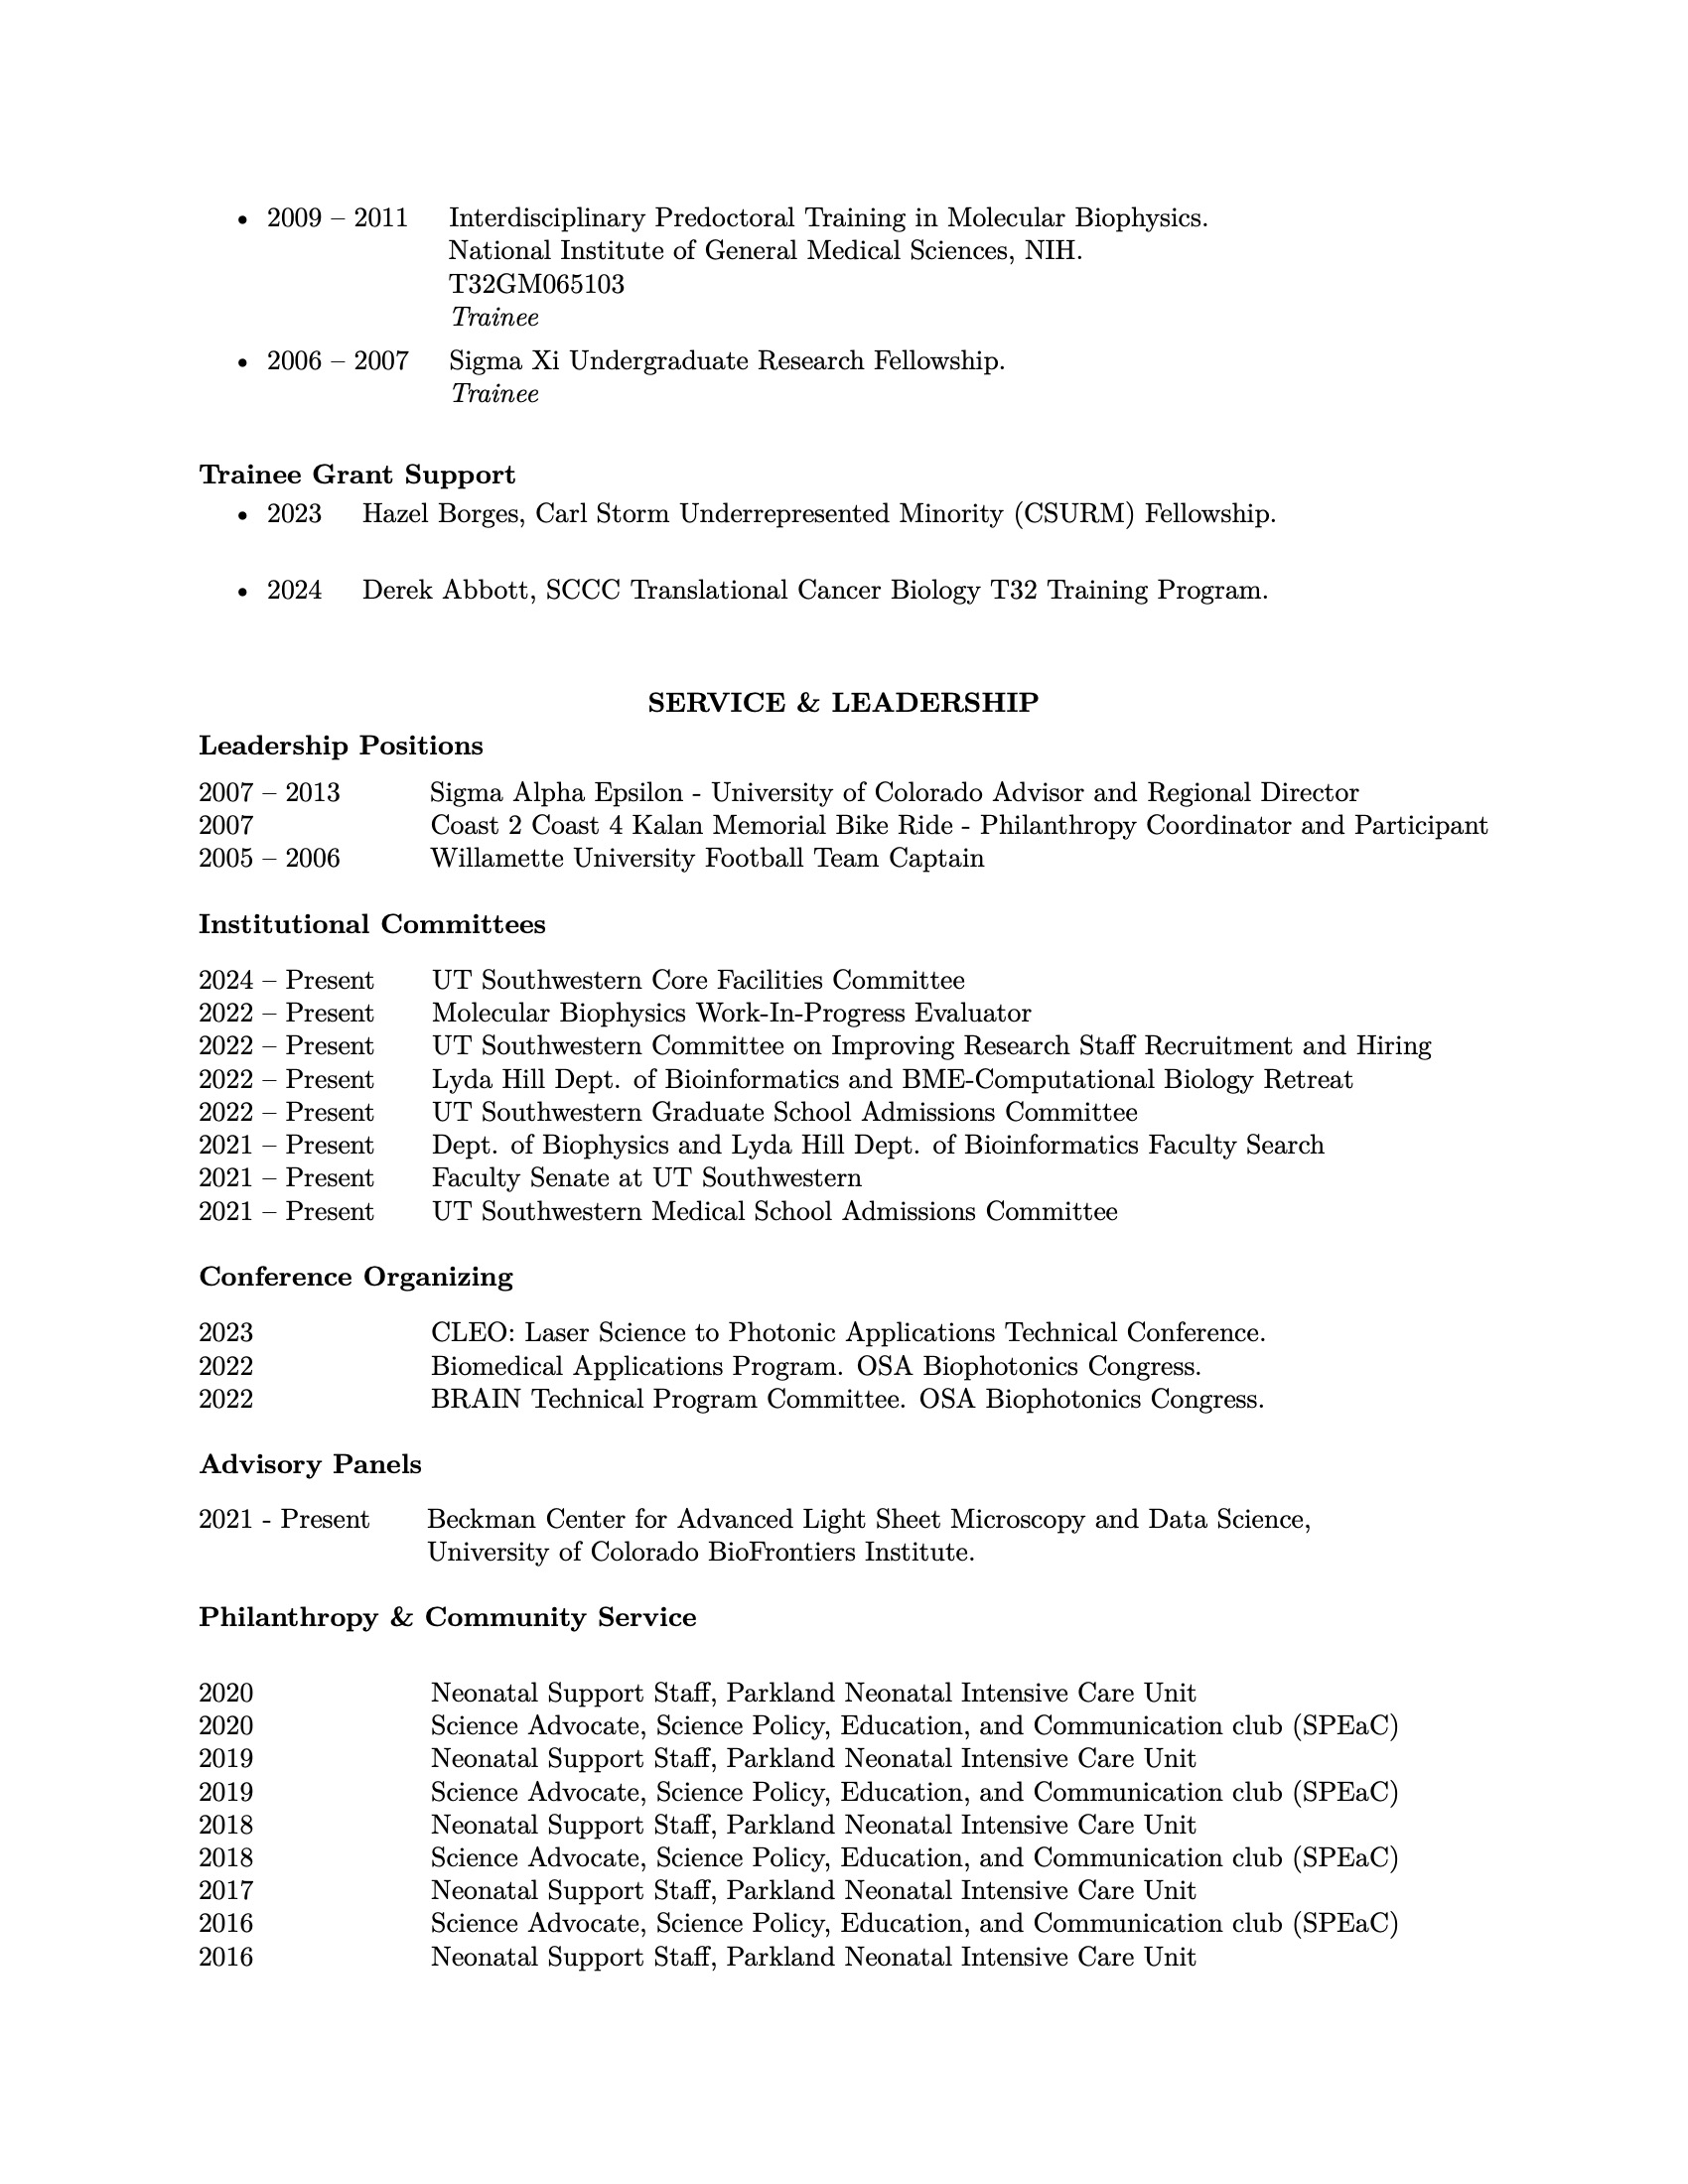 • 2009 – 2011 Interdisciplinary Predoctoral Training in Molecular Biophysics.
National Institute of General Medical Sciences, NIH.
T32GM065103
Trainee
• 2006 – 2007 Sigma Xi Undergraduate Research Fellowship.
Trainee
Trainee Grant Support
• 2023 Hazel Borges, Carl Storm Underrepresented Minority (CSURM) Fellowship.
• 2024 Derek Abbott, SCCC Translational Cancer Biology T32 Training Program.
SERVICE & LEADERSHIP
Leadership Positions
2007 – 2013 Sigma Alpha Epsilon - University of Colorado Advisor and Regional Director
2007 Coast 2 Coast 4 Kalan Memorial Bike Ride - Philanthropy Coordinator and Participant
2005 – 2006 Willamette University Football Team Captain
Institutional Committees
2024 – Present UT Southwestern Core Facilities Committee
2022 – Present Molecular Biophysics Work-In-Progress Evaluator
2022 – Present UT Southwestern Committee on Improving Research Staff Recruitment and Hiring
2022 – Present Lyda Hill Dept. of Bioinformatics and BME-Computational Biology Retreat
2022 – Present UT Southwestern Graduate School Admissions Committee
2021 – Present Dept. of Biophysics and Lyda Hill Dept. of Bioinformatics Faculty Search
2021 – Present Faculty Senate at UT Southwestern
2021 – Present UT Southwestern Medical School Admissions Committee
Conference Organizing
2023 CLEO: Laser Science to Photonic Applications Technical Conference.
2022 Biomedical Applications Program. OSA Biophotonics Congress.
2022 BRAIN Technical Program Committee. OSA Biophotonics Congress.
Advisory Panels
2021 - Present Beckman Center for Advanced Light Sheet Microscopy and Data Science,
University of Colorado BioFrontiers Institute.
Philanthropy & Community Service
2020 Neonatal Support Staff, Parkland Neonatal Intensive Care Unit
2020 Science Advocate, Science Policy, Education, and Communication club (SPEaC)
2019 Neonatal Support Staff, Parkland Neonatal Intensive Care Unit
2019 Science Advocate, Science Policy, Education, and Communication club (SPEaC)
2018 Neonatal Support Staff, Parkland Neonatal Intensive Care Unit
2018 Science Advocate, Science Policy, Education, and Communication club (SPEaC)
2017 Neonatal Support Staff, Parkland Neonatal Intensive Care Unit
2016 Science Advocate, Science Policy, Education, and Communication club (SPEaC)
2016 Neonatal Support Staff, Parkland Neonatal Intensive Care Unit